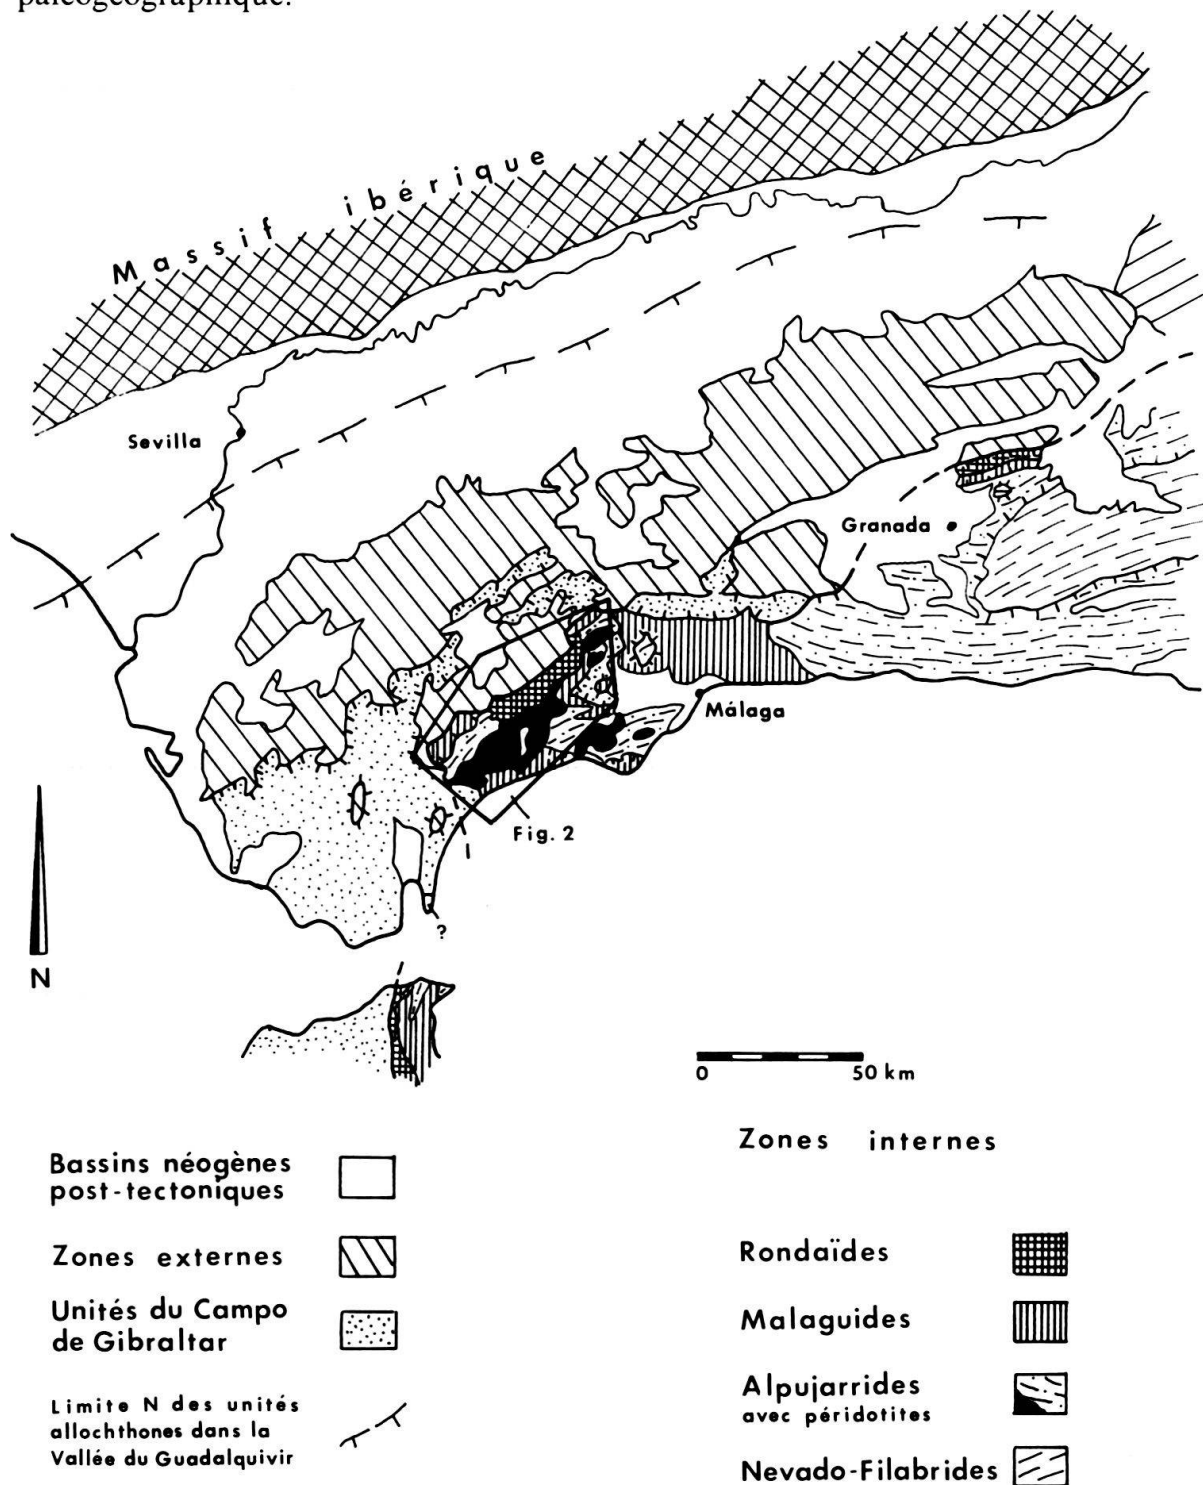 paléogéographique.
Massif ibérique
Sevilla
Granada
Málaga
Fig. 2
?
N
0 50 km
Bassins néogènes
post-tectoniques
Zones externes
Unités du Campo
de Gibraltar
Limite N des unités
allochthones dans la
Vallée du Guadalquivir
Zones internes
Rondaïdes
Malaguides
Alpujarrides
avec péridotites
Nevado-Filabrides